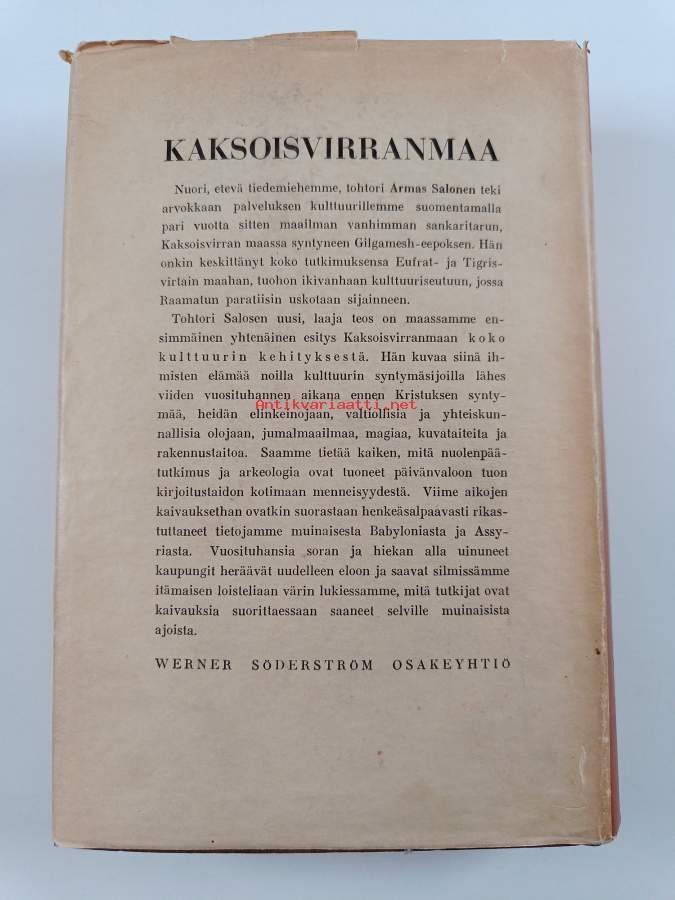 KAKSOISVIRRANMAA
Nuori, etevä tiedemiehemme, tohtori Armas Salonen teki
arvokkaan palveluksen kulttuurillemme suomentamalla
pari vuotta sitten maailman vanhimman sankaritarun,
Kaksoisvirran maassa syntyneen Gilgamesh-eepoksen. Hän
onkin keskittänyt koko tutkimuksensa Eufrat- ja Tigris-
virtain maahan, tuohon ikivanhaan kulttuuriseutuun, jossa
Raamatun paratiisin uskotaan sijainneen.
Tohtori Salosen uusi, laaja teos on maassamme en-
simmäinen yhtenäinen esitys Kaksoisvirranmaan koko
kulttuurin kehityksestä. Hän kuvaa siinä ih-
misten elämää noilla kulttuurin syntymäsijoilla lähes
viiden vuosituhannen aikana ennen Kristuksen synty-
mää, heidän elinkeinojaan, valtiollisia ja yhteiskun-
nallisia olojaan, jumalmaailmaa, magiaa, kuvataiteita ja
rakennustaitoa. Saamme tietää kaiken, mitä nuolenpää-
tutkimus ja arkeologia ovat tuoneet päivänvaloon tuon
kirjoitustaidon kotimaan menneisyydestä. Viime aikojen
kaivauksethan ovatkin suorastaan henkeäsalpaavasti rikas-
tuttaneet tietojamme muinaisesta Babyloniasta ja Assy-
riasta. Vuosituhansia soran ja hiekan alla uinuneet
kaupungit heräävät uudelleen eloon ja saavat silmissämme
itämaisen loisteliaan värin lukiessamme, mitä tutkijat ovat
kaivauksia suorittaessaan saaneet selville muinaisista
ajoista.
WERNER SÖDERSTRÖM OSAKEYHTIÖ
Antikvariaatti.net